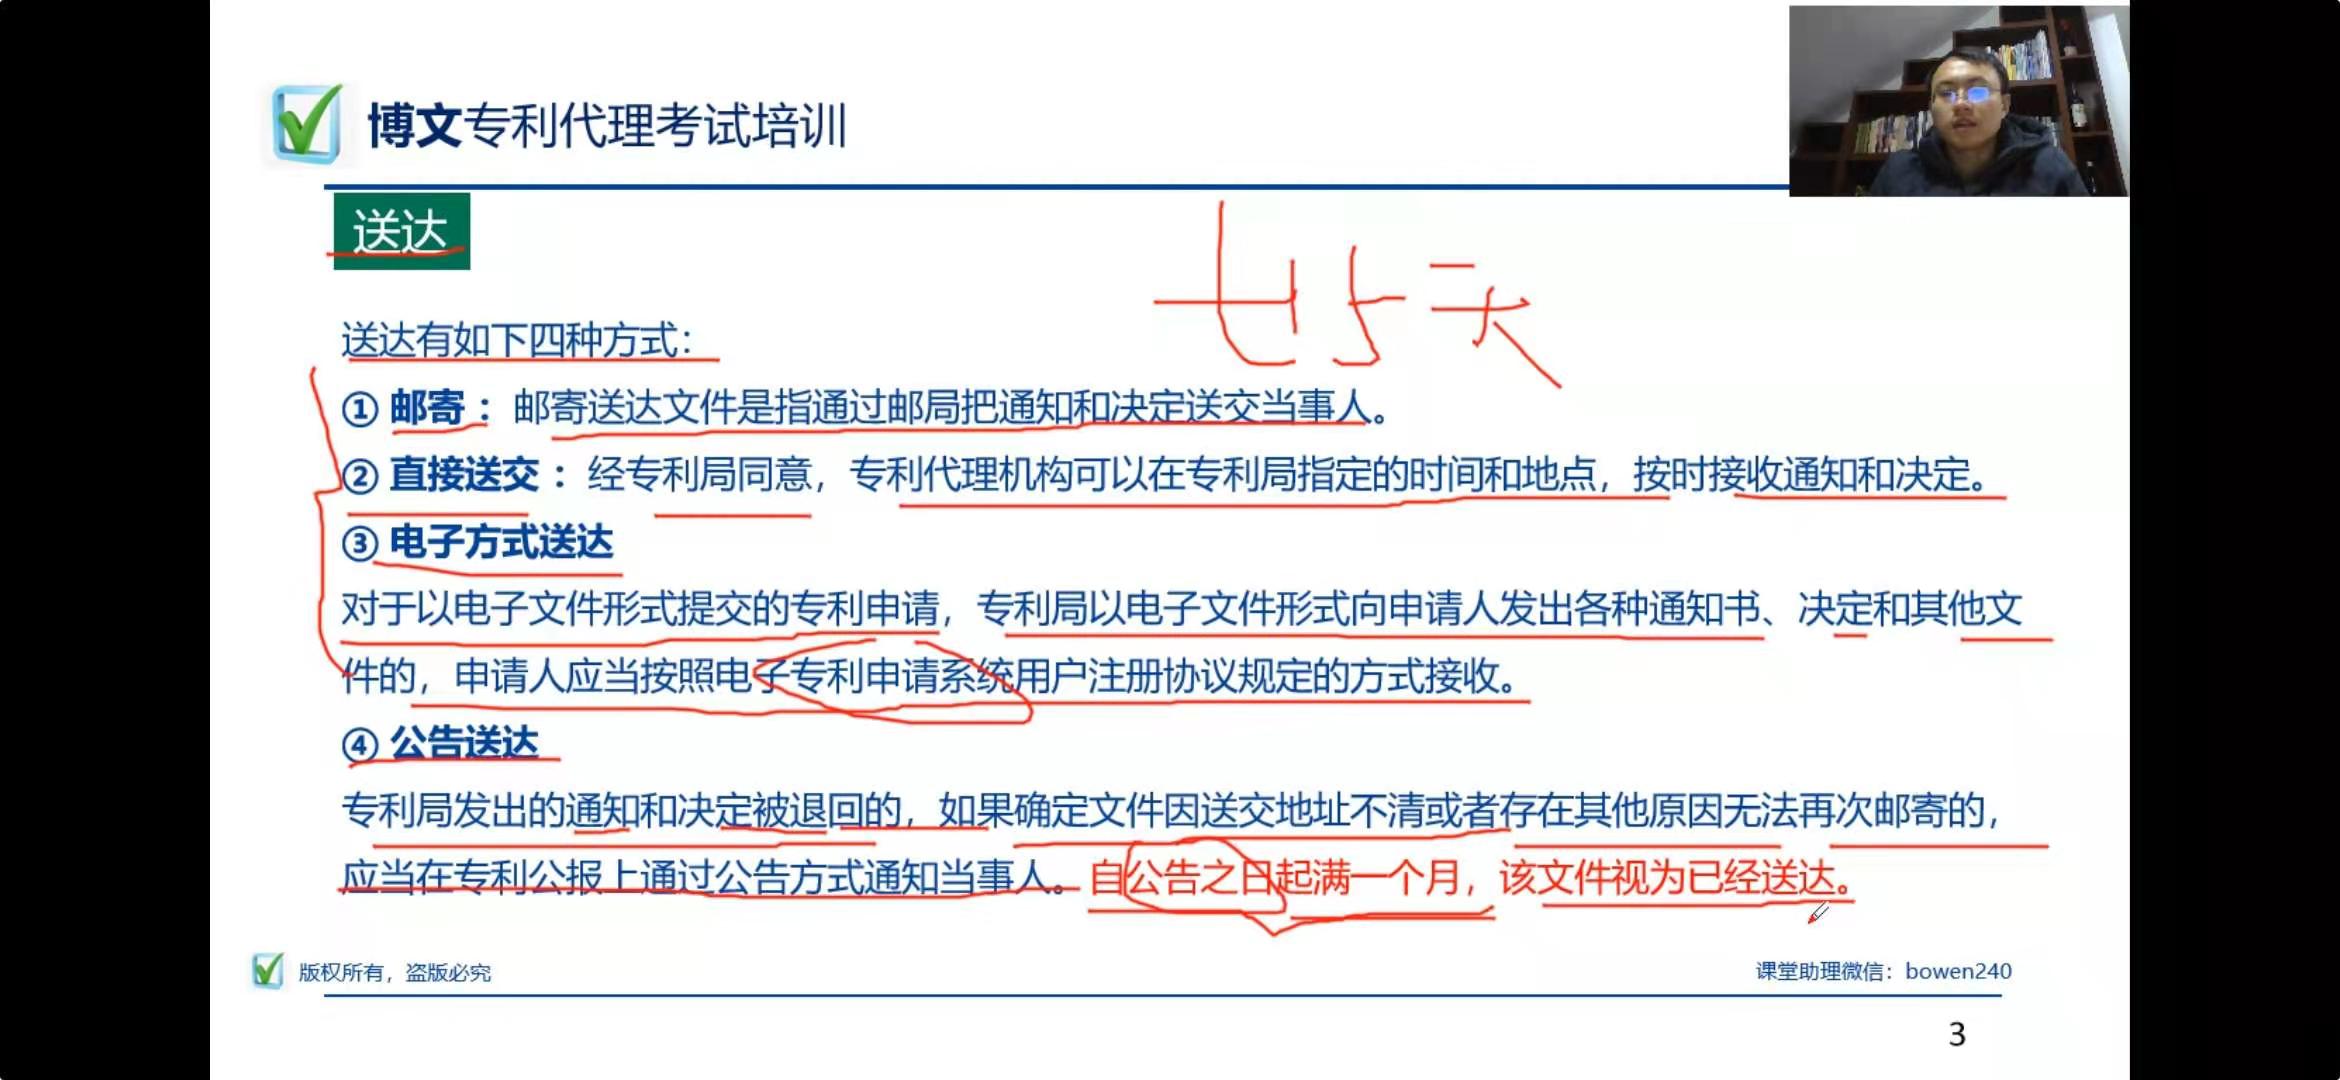 博文专利代理考试培训
送达
+15天
送达有如下四种方式：
① 邮寄： 邮寄送达文件是指通过邮局把通知和决定送交当事人。
② 直接送交： 经专利局同意，专利代理机构可以在专利局指定的时间和地点，按时接收通知和决定。
③ 电子方式送达
对于以电子文件形式提交的专利申请，专利局以电子文件形式向申请人发出各种通知书、决定和其他文
件的，申请人应当按照电子专利申请系统用户注册协议规定的方式接收。
④ 公告送达
专利局发出的通知和决定被退回的，如果确定文件因送交地址不清或者存在其他原因无法再次邮寄的，
应当在专利公报上通过公告方式通知当事人。自公告之日起满一个月，该文件视为已经送达。
版权所有，盗版必究
课堂助理微信：bowen240
3